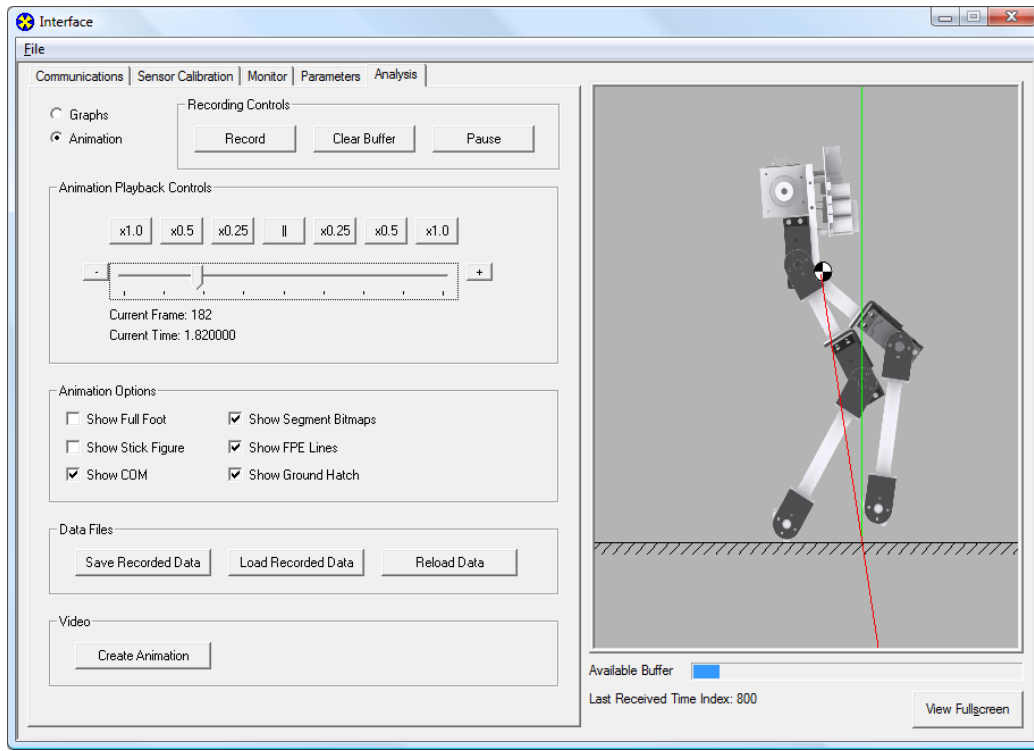 Interface
File
Communications Sensor Calibration Monitor Parameters Analysis
Graphs
Animation
Recording Controls
Record Clear Buffer Pause
Animation Playback Controls
x1.0 x0.5 x0.25 || x0.25 x0.5 x1.0
- +
Current Frame: 182
Current Time: 1.820000
Animation Options
Show Full Foot Show Segment Bitmaps
Show Stick Figure Show FPE Lines
Show COM Show Ground Hatch
Data Files
Save Recorded Data Load Recorded Data Reload Data
Video
Create Animation
Available Buffer
Last Received Time Index: 800
View Fullscreen